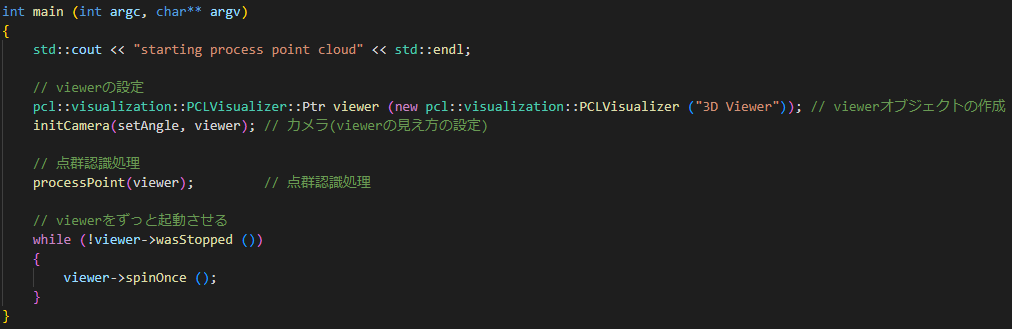 int main (int argc, char** argv)
{
std::cout << "starting process point cloud" << std::endl;
// viewerの設定
pcl::visualization::PCLVisualizer::Ptr viewer (new pcl::visualization::PCLVisualizer ("3D Viewer")); // viewerオブジェクトの作成
initCamera(setAngle, viewer); // カメラ(viewerの見え方の設定)
// 点群認識処理
processPoint(viewer); // 点群認識処理
// viewerをずっと起動させる
while (!viewer->wasStopped ())
{
viewer->spinOnce ();
}
}